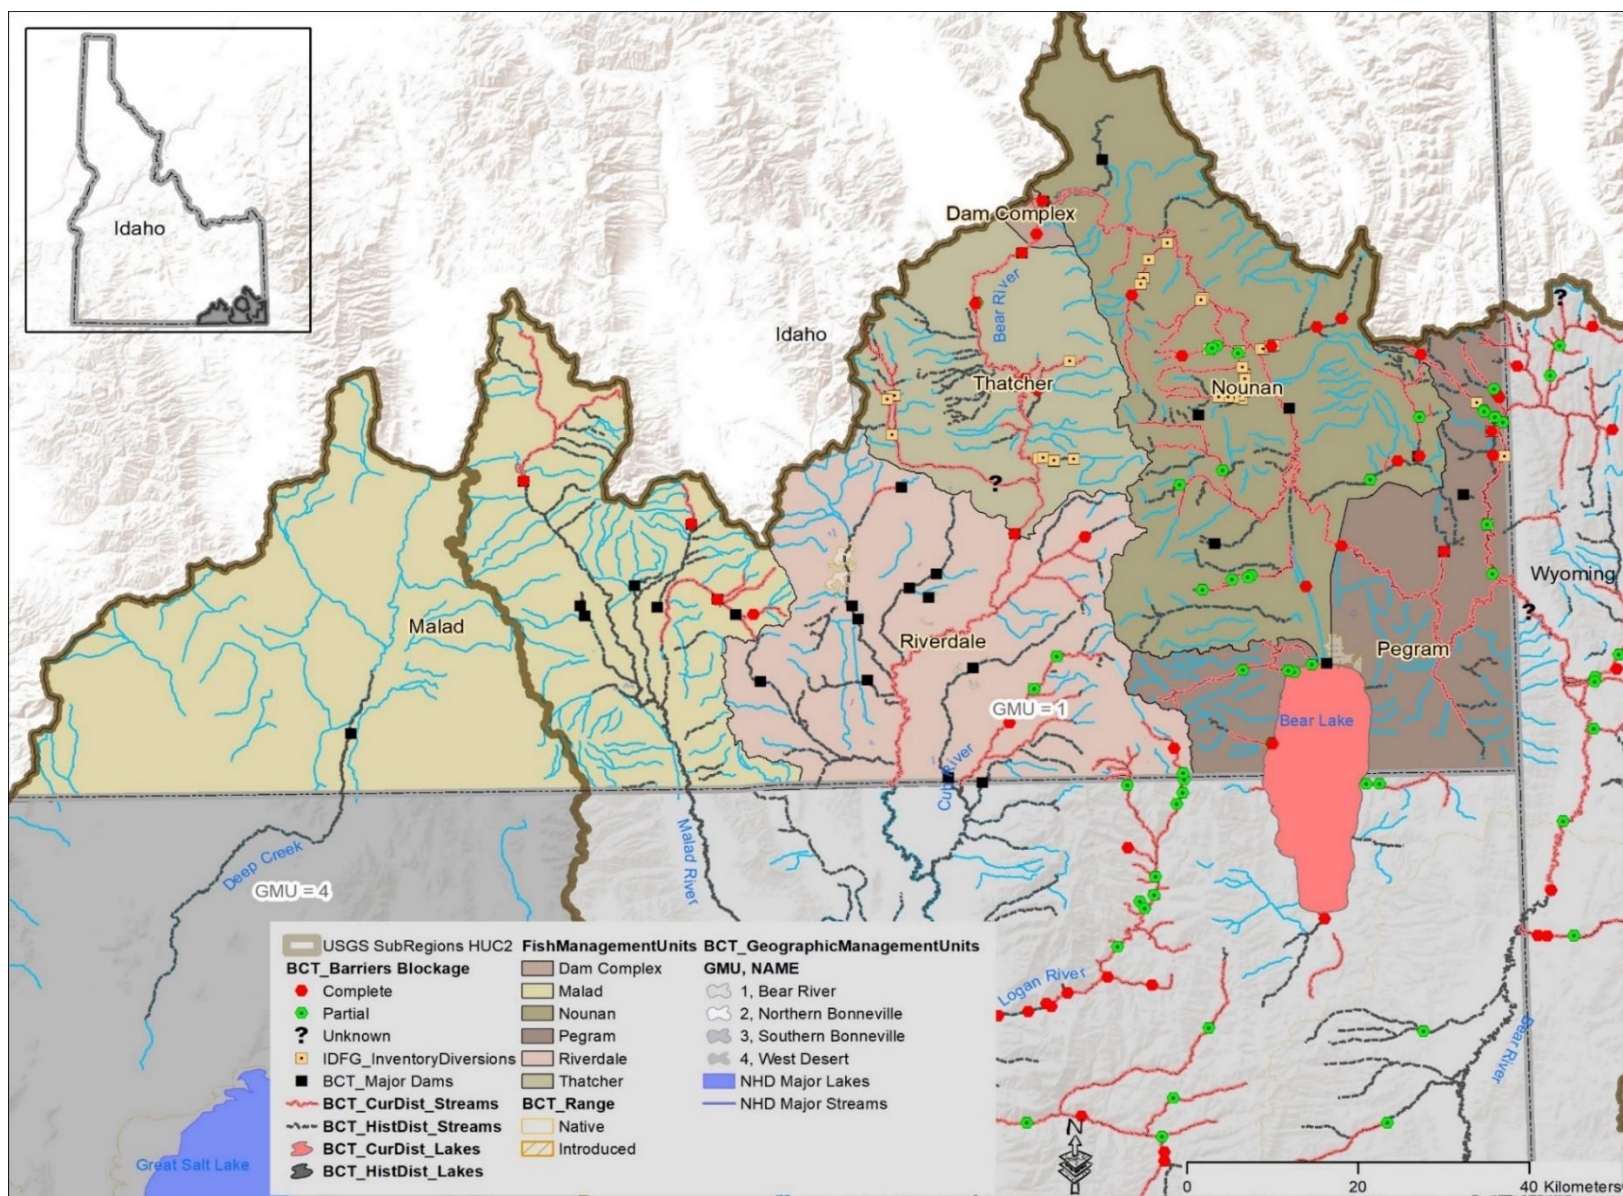 Idaho
Dam Complex
Bear River
Idaho
Thatcher
Nounan
?
?
Wyoming
?
Malad
Riverdale
Pegram
GMU = 1
Bear Lake
Cub River
Deep Creek
GMU = 4
Malad River
Logan River
Bear River
Great Salt Lake
USGS SubRegions HUC2
BCT_Barriers Blockage
Complete
Partial
? Unknown
IDFG_InventoryDiversions
BCT_Major Dams
BCT_CurDist_Streams
BCT_HistDist_Streams
BCT_CurDist_Lakes
BCT_HistDist_Lakes
FishManagementUnits
Dam Complex
Malad
Nounan
Pegram
Riverdale
Thatcher
BCT_Range
Native
Introduced
BCT_GeographicManagementUnits
GMU, NAME
1, Bear River
2, Northern Bonneville
3, Southern Bonneville
4, West Desert
NHD Major Lakes
NHD Major Streams
N
0 20 40 Kilometers